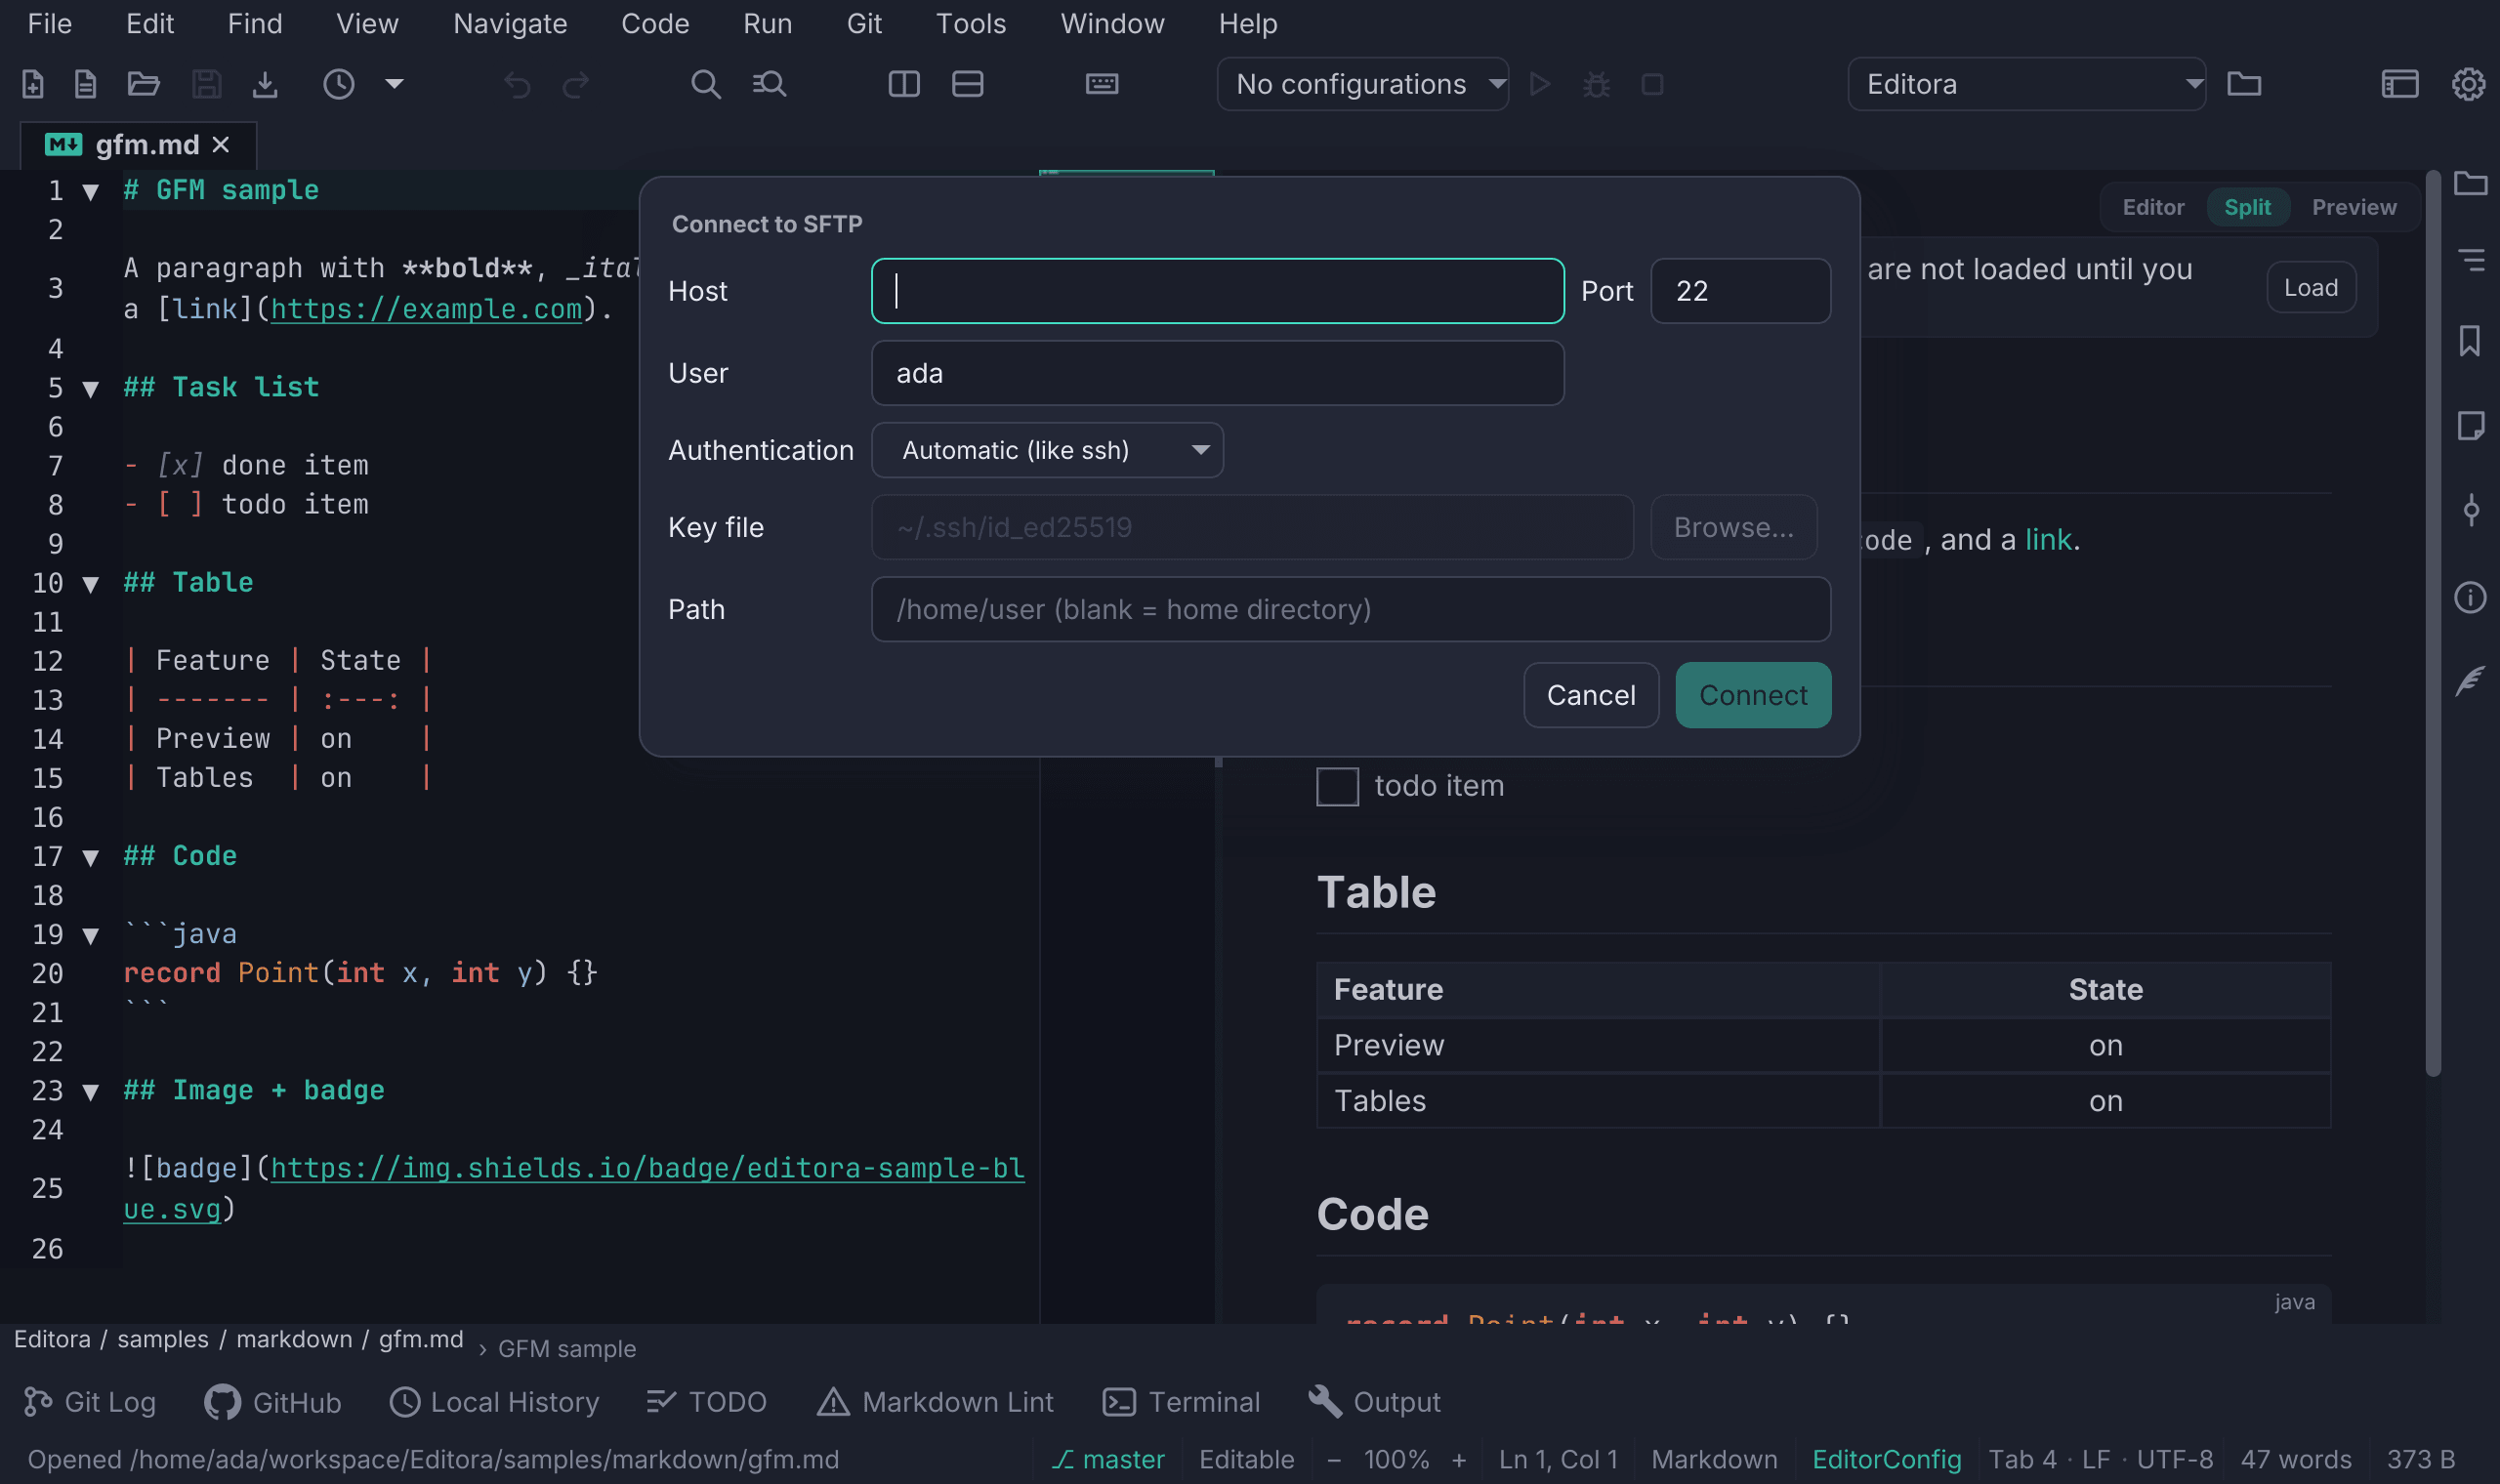 File Edit Find View Navigate Code Run Git Tools Window Help
No configurations
Editora
gfm.md
1 # GFM sample
2
3 A paragraph with **bold**, _ital
a [link](https://example.com).
4
5 ## Task list
6
7 - [x] done item
8 - [ ] todo item
9
10 ## Table
11
12 | Feature | State |
13 | ------- | :---: |
14 | Preview | on |
15 | Tables | on |
16
17 ## Code
18
19 ```java
20 record Point(int x, int y) {}
21 ```
22
23 ## Image + badge
24
25 ![badge](https://img.shields.io/badge/editora-sample-bl
ue.svg)
26
Connect to SFTP
Host
Port 22
User ada
Authentication Automatic (like ssh)
Key file ~/.ssh/id_ed25519 Browse...
Path /home/user (blank = home directory)
Cancel Connect
Editor Split Preview
are not loaded until you
Load
ode , and a link.
todo item
Table
Feature State
Preview on
Tables on
Code
java
record Point(int x, int y) {}
Editora / samples / markdown / gfm.md › GFM sample
Git Log GitHub Local History TODO Markdown Lint Terminal Output
Opened /home/ada/workspace/Editora/samples/markdown/gfm.md
master Editable − 100% + Ln 1, Col 1 Markdown EditorConfig Tab 4 · LF · UTF-8 47 words 373 B